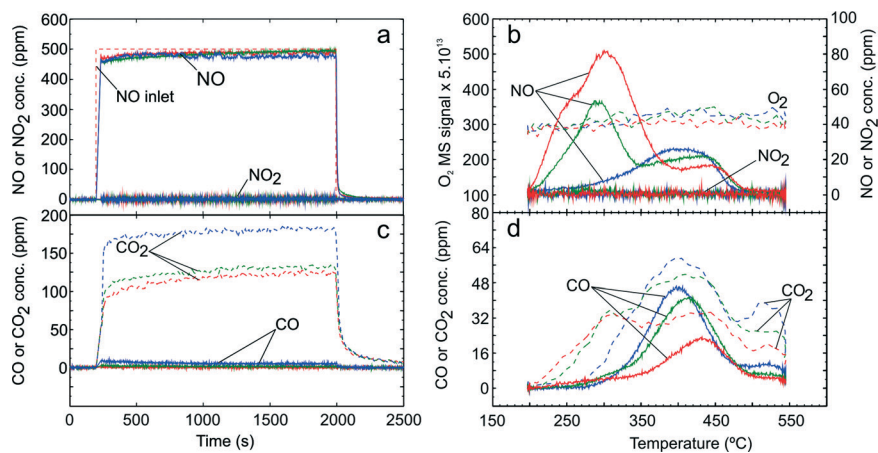 a
NO or NO2 conc. (ppm)
600
500
400
300
200
100
0
NO inlet
NO
NO2
b
O2 MS signal x 5.10^13
600
500
400
300
200
100
80
NO
O2
NO2
100
80
60
40
20
0
NO or NO2 conc. (ppm)
c
CO or CO2 conc. (ppm)
200
150
100
50
0
CO2
CO
0
500
1000
1500
2000
2500
Time (s)
d
CO or CO2 conc. (ppm)
64
48
32
16
0
CO
CO2
150
250
350
450
550
Temperature (ºC)